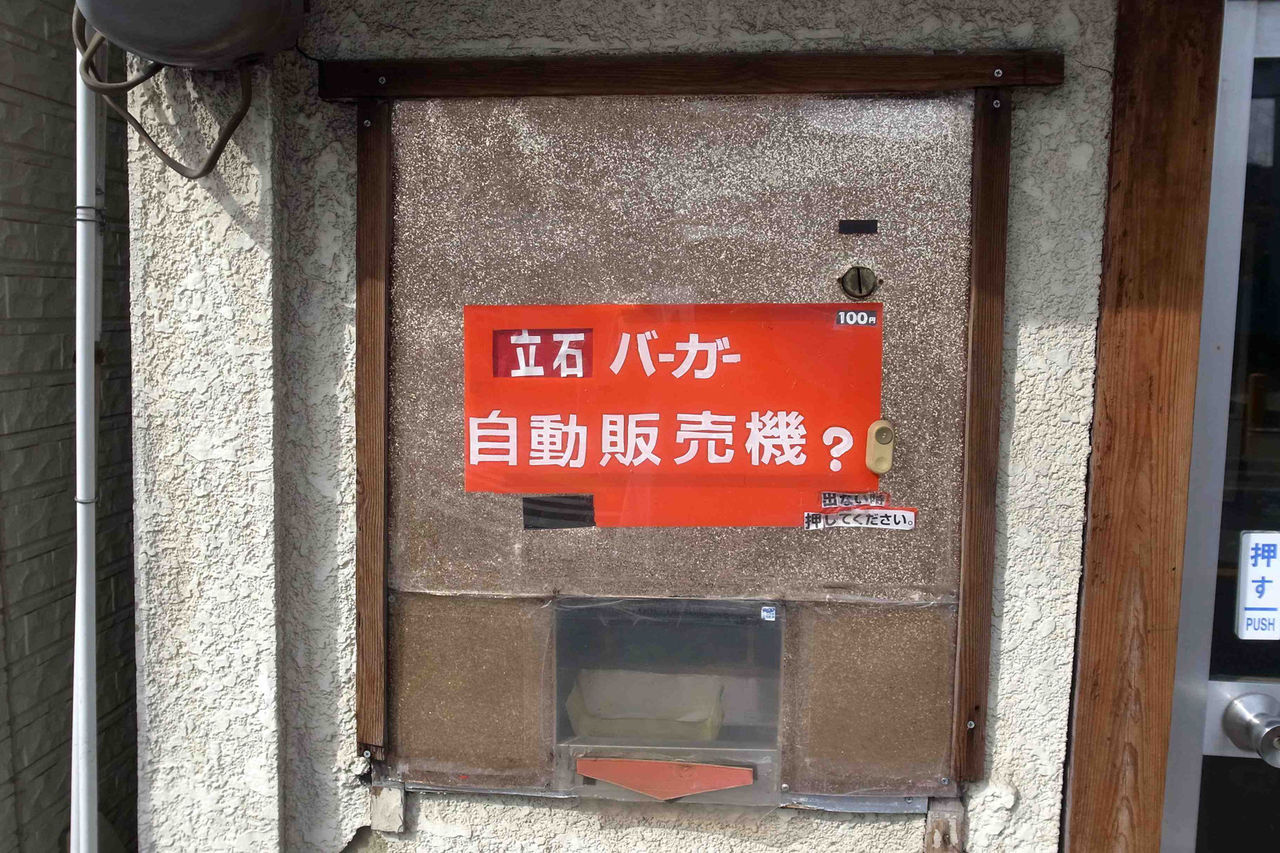 100円
立石 バーガー
自動販売機?
出ない時
押してください。
押す
PUSH